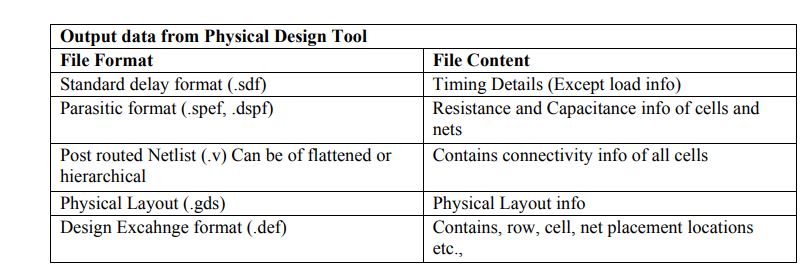 Output data from Physical Design Tool
File Format File Content
Standard delay format (.sdf) Timing Details (Except load info)
Parasitic format (.spef, .dspf) Resistance and Capacitance info of cells and
nets
Post routed Netlist (.v) Can be of flattened or Contains connectivity info of all cells
hierarchical
Physical Layout (.gds) Physical Layout info
Design Excahnge format (.def) Contains, row, cell, net placement locations
etc.,